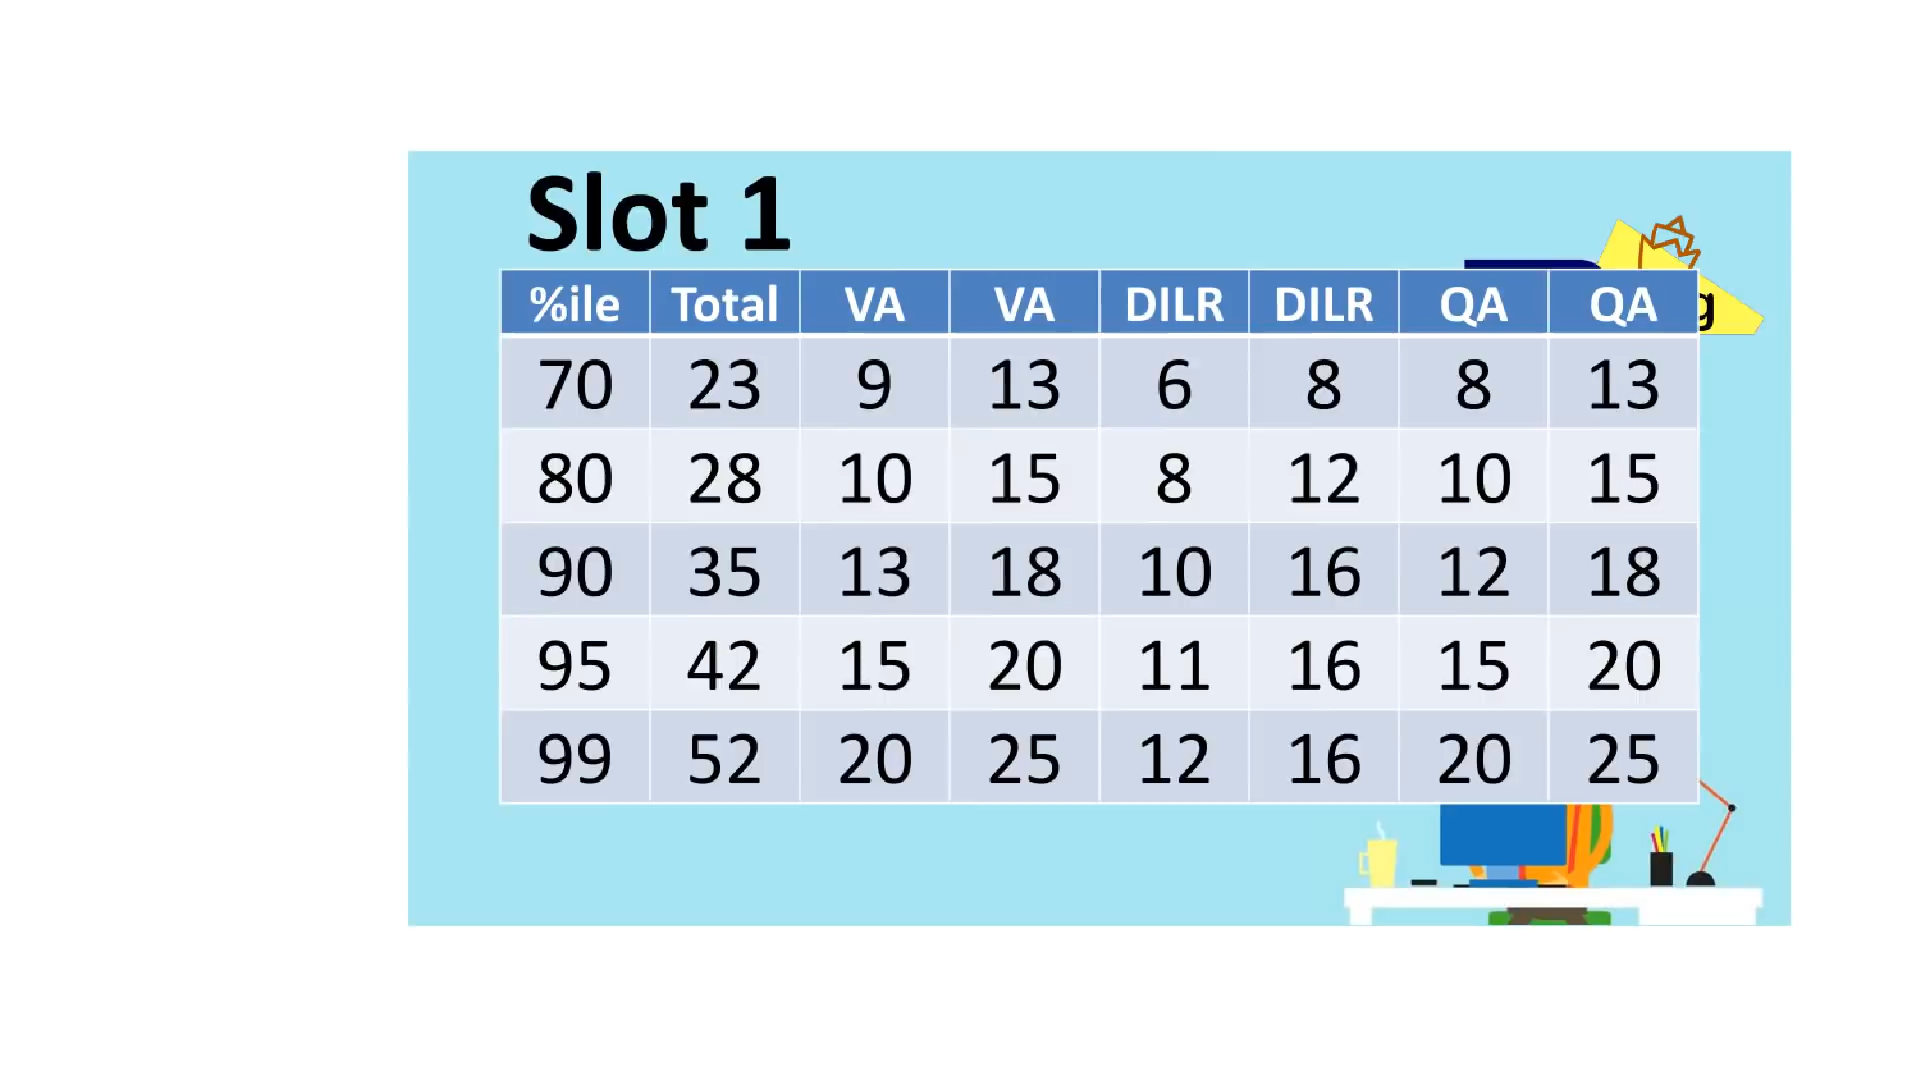 Slot 1
%ile Total VA VA DILR DILR QA QA
70 23 9 13 6 8 8 13
80 28 10 15 8 12 10 15
90 35 13 18 10 16 12 18
95 42 15 20 11 16 15 20
99 52 20 25 12 16 20 25